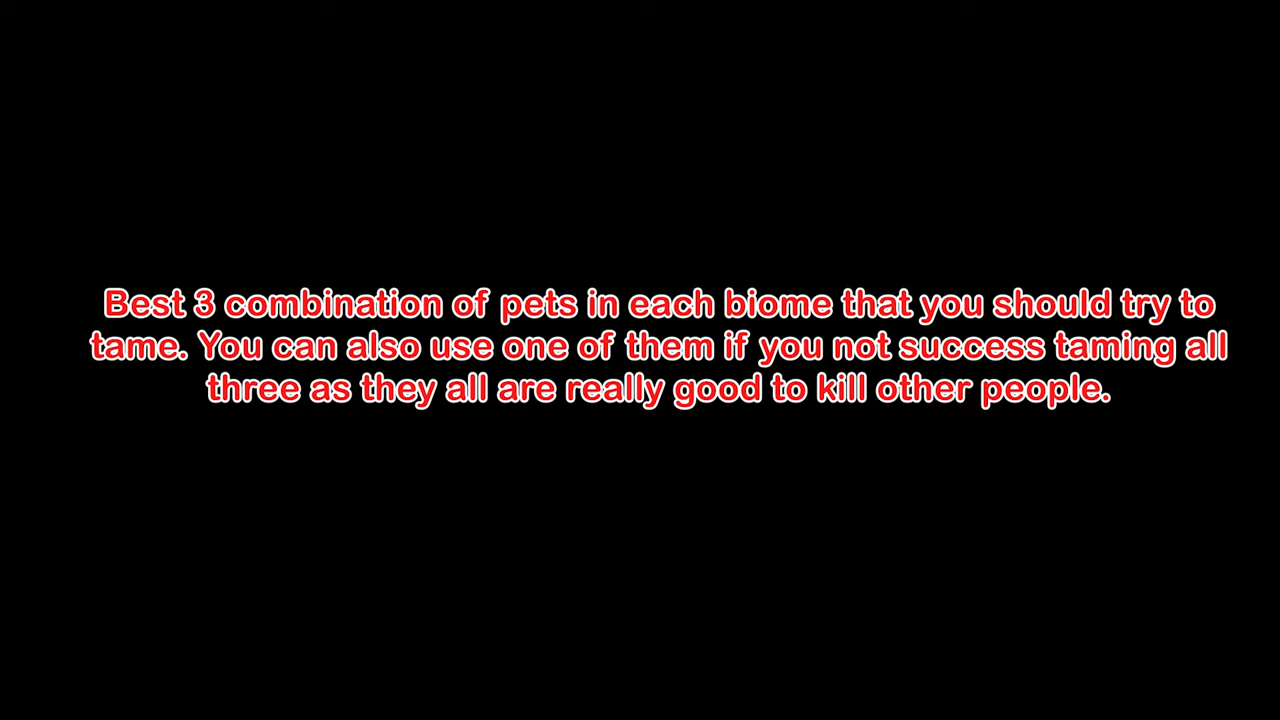 Best 3 combination of pets in each biome that you should try to
tame. You can also use one of them if you not success taming all
three as they all are really good to kill other people.